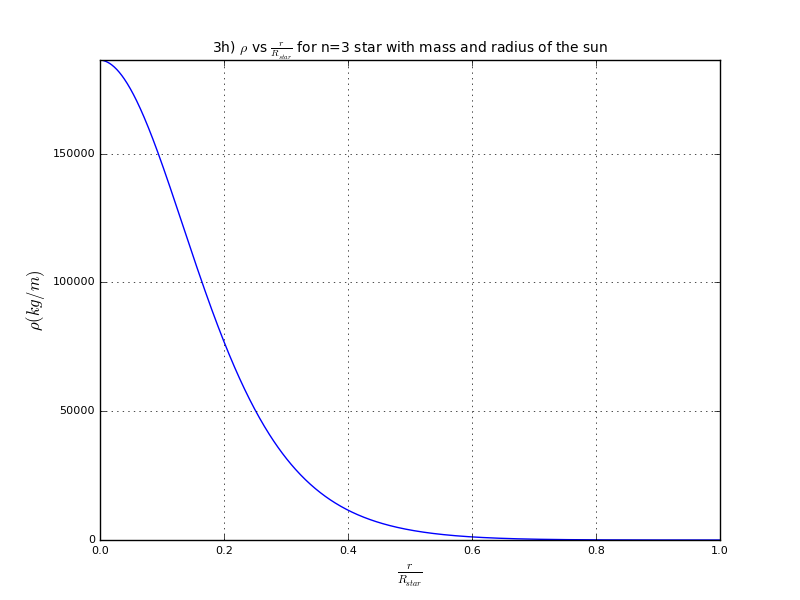 3h) ρ vs r/R_star for n=3 star with mass and radius of the sun
150000
100000
50000
0
ρ(kg/m)
0.0 0.2 0.4 0.6 0.8 1.0
r/R_star